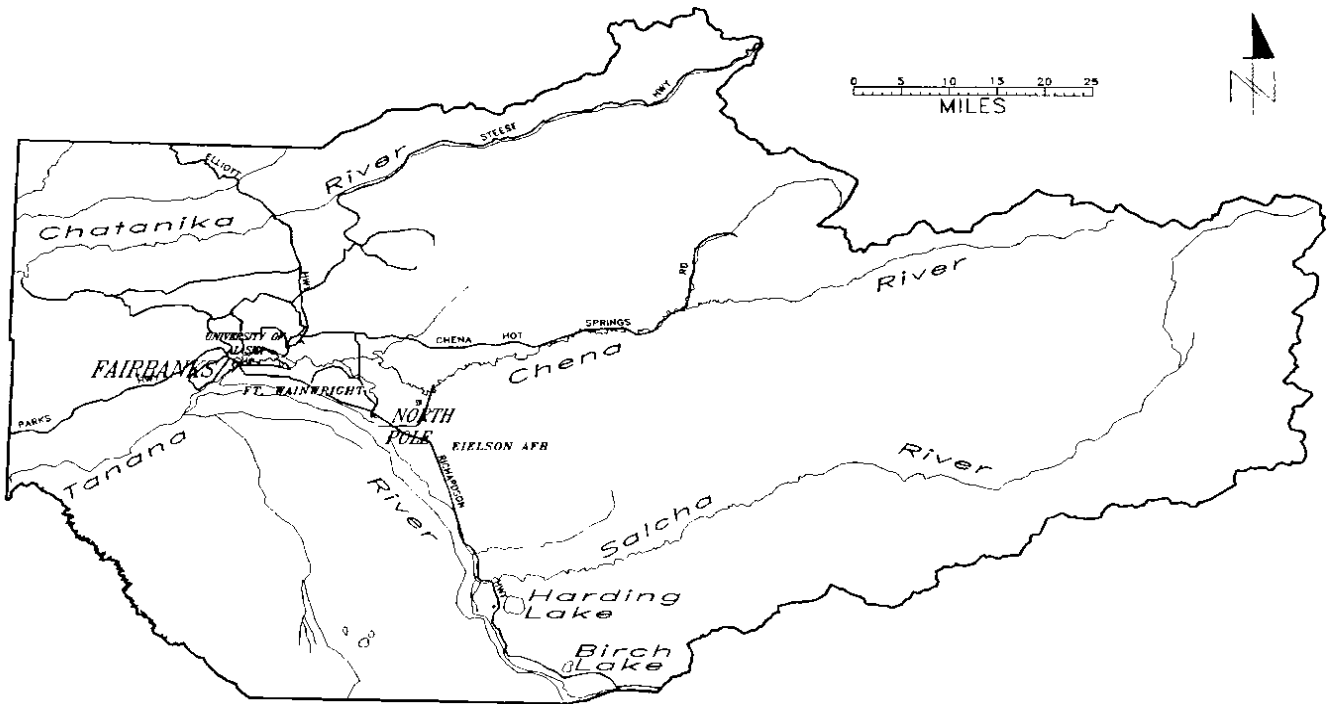 0 5 10 15 20 25
MILES
N
STEESE HWY
ELLIOTT
HWY
Chatanika River
CHENA HOT SPRINGS RD
Chena River
UNIVERSITY OF
ALASKA
FAIRBANKS
PARKS HWY
FT. WAINWRIGHT
NORTH
POLE
EIELSON AFB
RICHARDSON
HWY
Tanana River
Salcha River
Harding
Lake
Birch
Lake